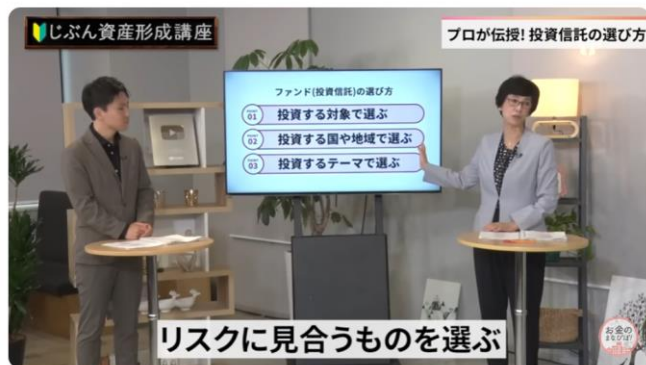 じぶん資産形成講座
プロが伝授! 投資信託の選び方
ファンド(投資信託)の選び方
01 投資する対象で選ぶ
02 投資する国や地域で選ぶ
03 投資するテーマで選ぶ
リスクに見合うものを選ぶ
お金の
まなびば!